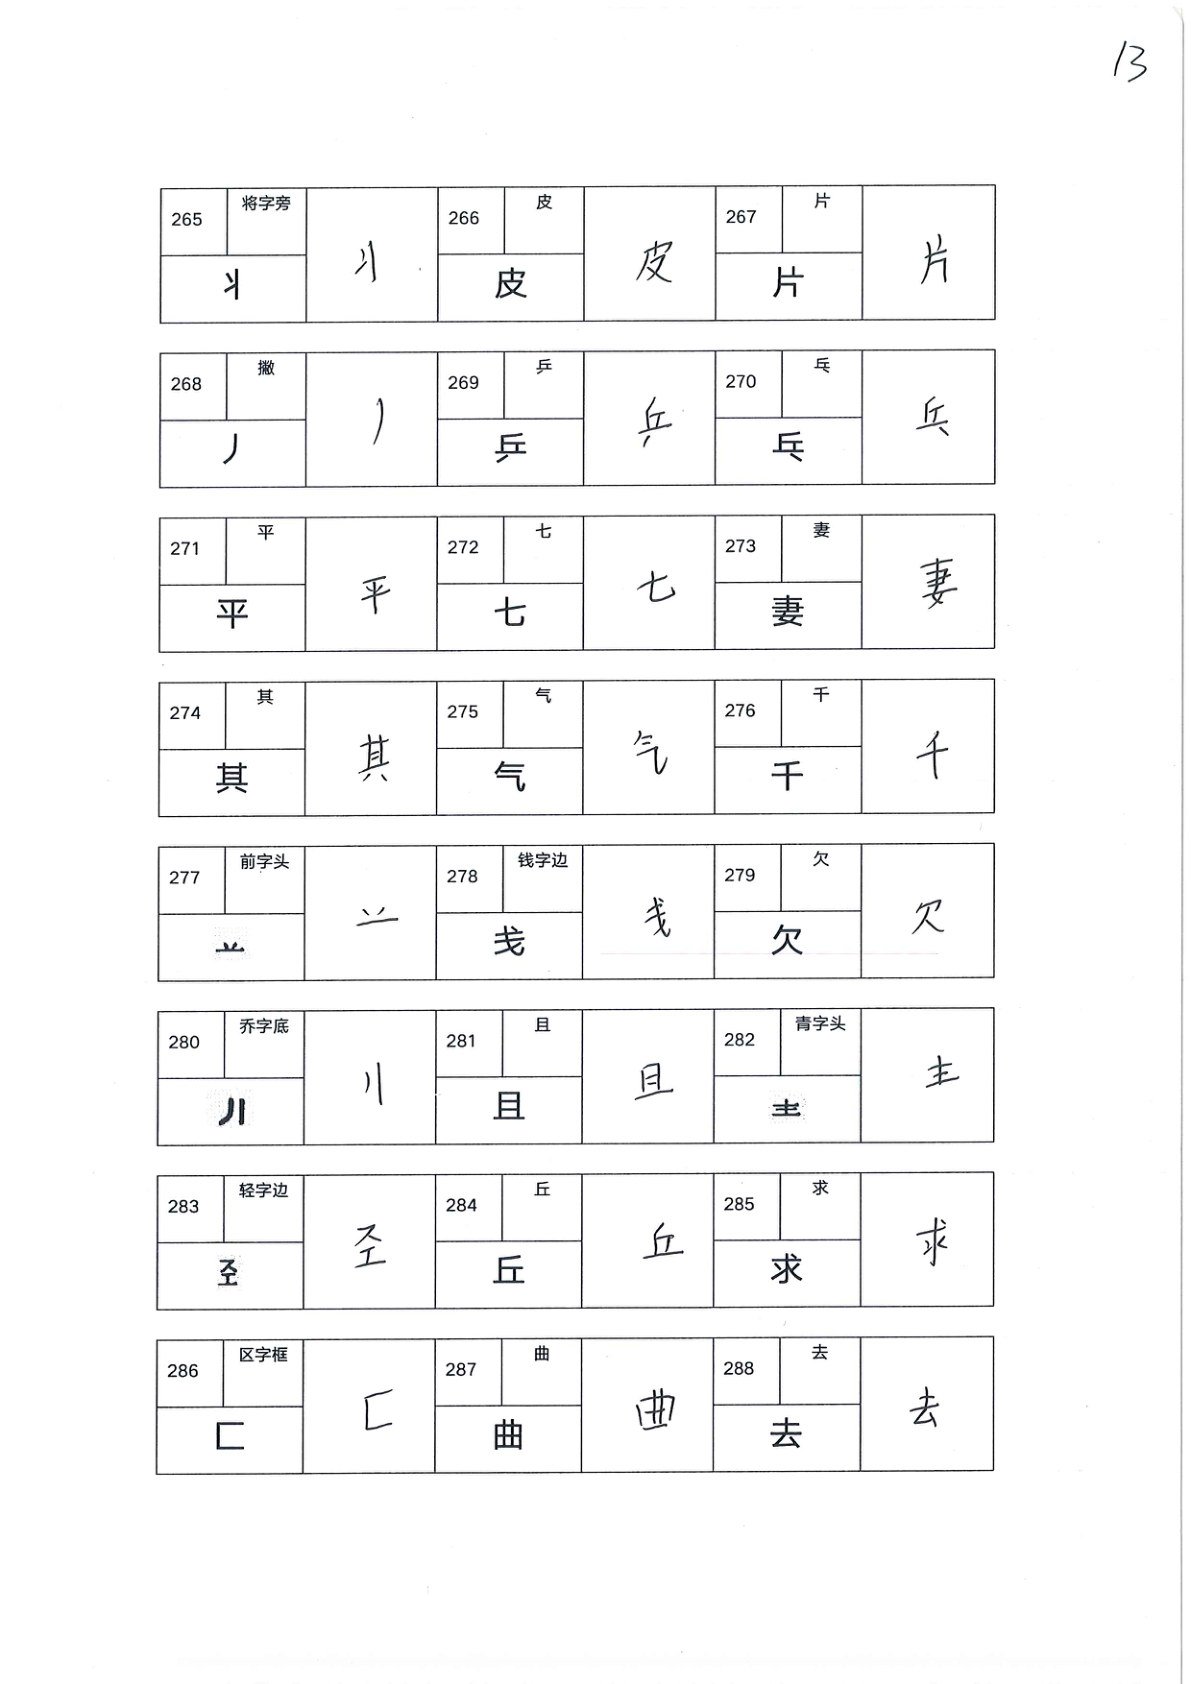 13
265 将字旁 丬 丬 266 皮 皮 皮 267 片 片 片
268 撇 丿 丿 269 乒 乒 乒 270 乓 乓 乓
271 平 平 平 272 七 七 七 273 妻 妻 妻
274 其 其 其 275 气 气 气 276 千 千 千
277 前字头 䒑 䒑 278 钱字边 戋 戋 279 欠 欠 欠
280 乔字底 〢 〢 281 且 且 且 282 青字头 龶 龶
283 轻字边 𢀖 𢀖 284 丘 丘 丘 285 求 求 求
286 区字框 匚 匚 287 曲 曲 曲 288 去 去 去